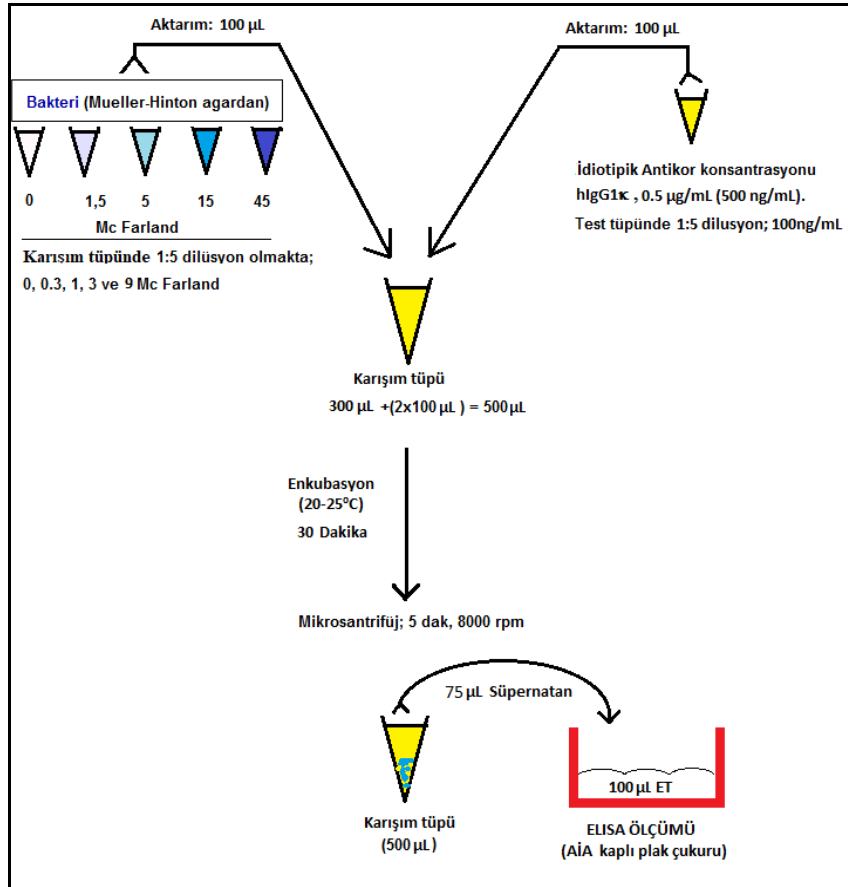 Aktarım: 100 µL
Aktarım: 100 µL
Bakteri (Mueller-Hinton agardan)
0 1,5 5 15 45
Mc Farland
Karışım tüpünde 1:5 dilüsyon olmakta;
0, 0.3, 1, 3 ve 9 Mc Farland
İdiotipik Antikor konsantrasyonu
hIgG1κ , 0.5 µg/mL (500 ng/mL).
Test tüpünde 1:5 dilusyon; 100ng/mL
Karışım tüpü
300 µL +(2x100 µL ) = 500µL
Enkubasyon
(20-25⁰C)
30 Dakika
Mikrosantrifüj; 5 dak, 8000 rpm
75 µL Süpernatan
100 µL ET
Karışım tüpü
(500µL)
ELISA ÖLÇÜMÜ
(AİA kaplı plak çukuru)